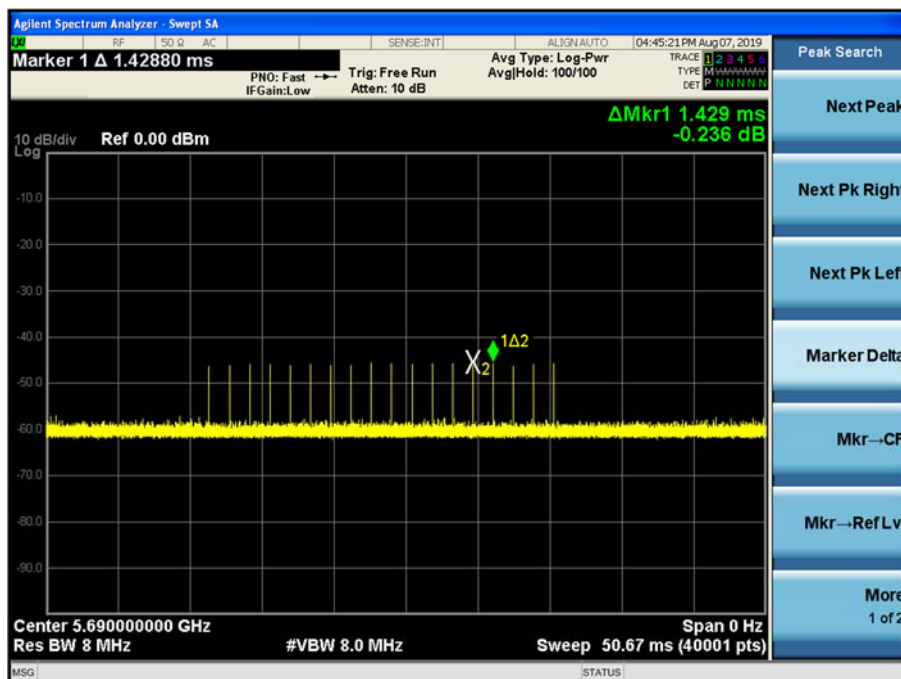 Agilent Spectrum Analyzer - Swept SA
LXI RF 50 Ω AC SENSE:INT ALIGN AUTO 04:45:21 PM Aug 07, 2019
Marker 1 Δ 1.42880 ms
PNO: Fast
IFGain:Low
Trig: Free Run
Atten: 10 dB
Avg Type: Log-Pwr
Avg|Hold: 100/100
TRACE 1 2 3 4 5 6
TYPE M
DET P N N N N N
ΔMkr1 1.429 ms
-0.236 dB
10 dB/div Ref 0.00 dBm
Log
-10.0
-20.0
-30.0
-40.0
-50.0
-60.0
-70.0
-80.0
-90.0
1Δ2
X2
Center 5.690000000 GHz Span 0 Hz
Res BW 8 MHz #VBW 8.0 MHz Sweep 50.67 ms (40001 pts)
MSG STATUS
Peak Search
Next Peak
Next Pk Right
Next Pk Left
Marker Delta
Mkr→CF
Mkr→Ref Lv
More
1 of 2